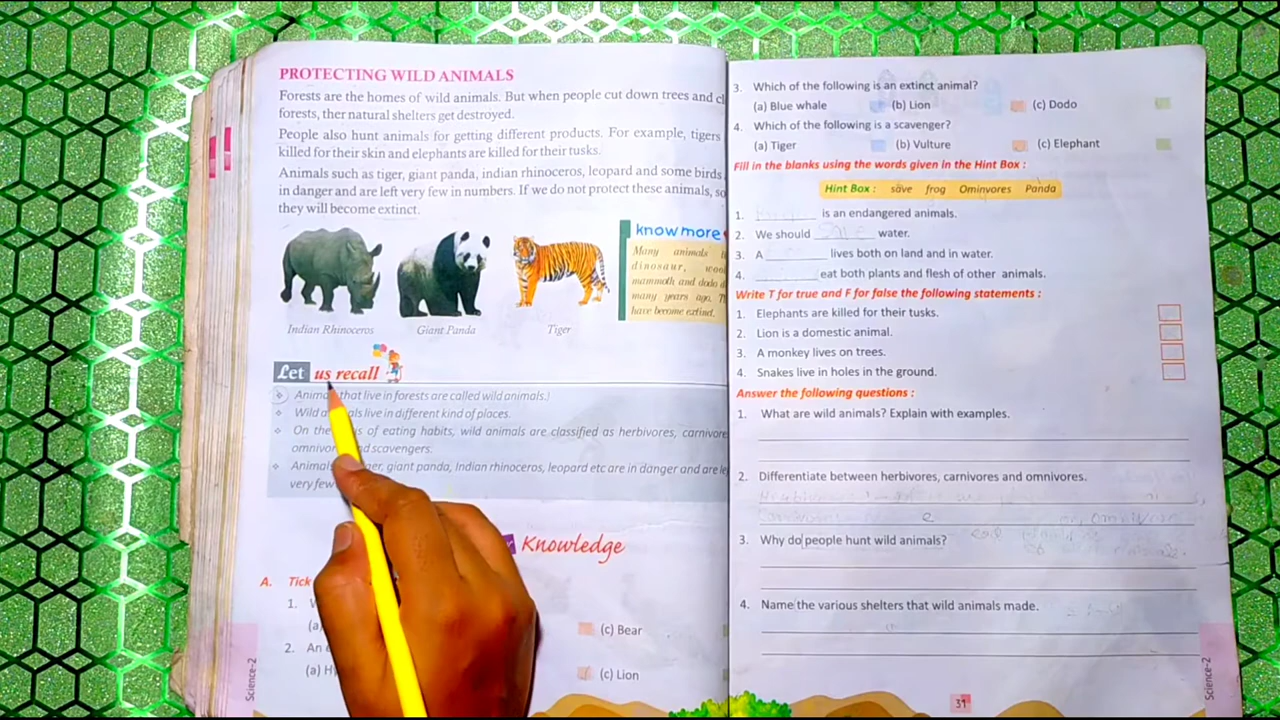 PROTECTING WILD ANIMALS
Forests are the homes of wild animals. But when people cut down trees and cl
forests, ther natural shelters get destroyed.
People also hunt animals for getting different products. For example, tigers
killed for their skin and elephants are killed for their tusks.
Animals such as tiger, giant panda, indian rhinoceros, leopard and some birds
in danger and are left very few in numbers. If we do not protect these animals, so
they will become extinct.
know more
Many animals
dinosaur, woo
mammoth and dodo d
many years ago. T
have become extinct.
Indian Rhinoceros
Giant Panda
Tiger
Let us recall
that live in forests are called wild animals.
Wild als live in different kind of places.
On the s of eating habits, wild animals are classified as herbivores, carnivore
omnivor d scavengers.
Animals er, giant panda, Indian rhinoceros, leopard etc are in danger and are le
very few
Knowledge
A. Tick
1.
(a) (c) Bear
2. An
(a) H (c) Lion
Science-2
3. Which of the following is an extinct animal?
(a) Blue whale (b) Lion (c) Dodo
4. Which of the following is a scavenger?
(a) Tiger (b) Vulture (c) Elephant
Fill in the blanks using the words given in the Hint Box :
Hint Box : save frog Ominvores Panda
1. ________ is an endangered animals.
2. We should ________ water.
3. A ________ lives both on land and in water.
4. ________ eat both plants and flesh of other animals.
Write T for true and F for false the following statements :
1. Elephants are killed for their tusks.
2. Lion is a domestic animal.
3. A monkey lives on trees.
4. Snakes live in holes in the ground.
Answer the following questions :
1. What are wild animals? Explain with examples.
2. Differentiate between herbivores, carnivores and omnivores.
3. Why do people hunt wild animals?
4. Name the various shelters that wild animals made.
31
Science-2